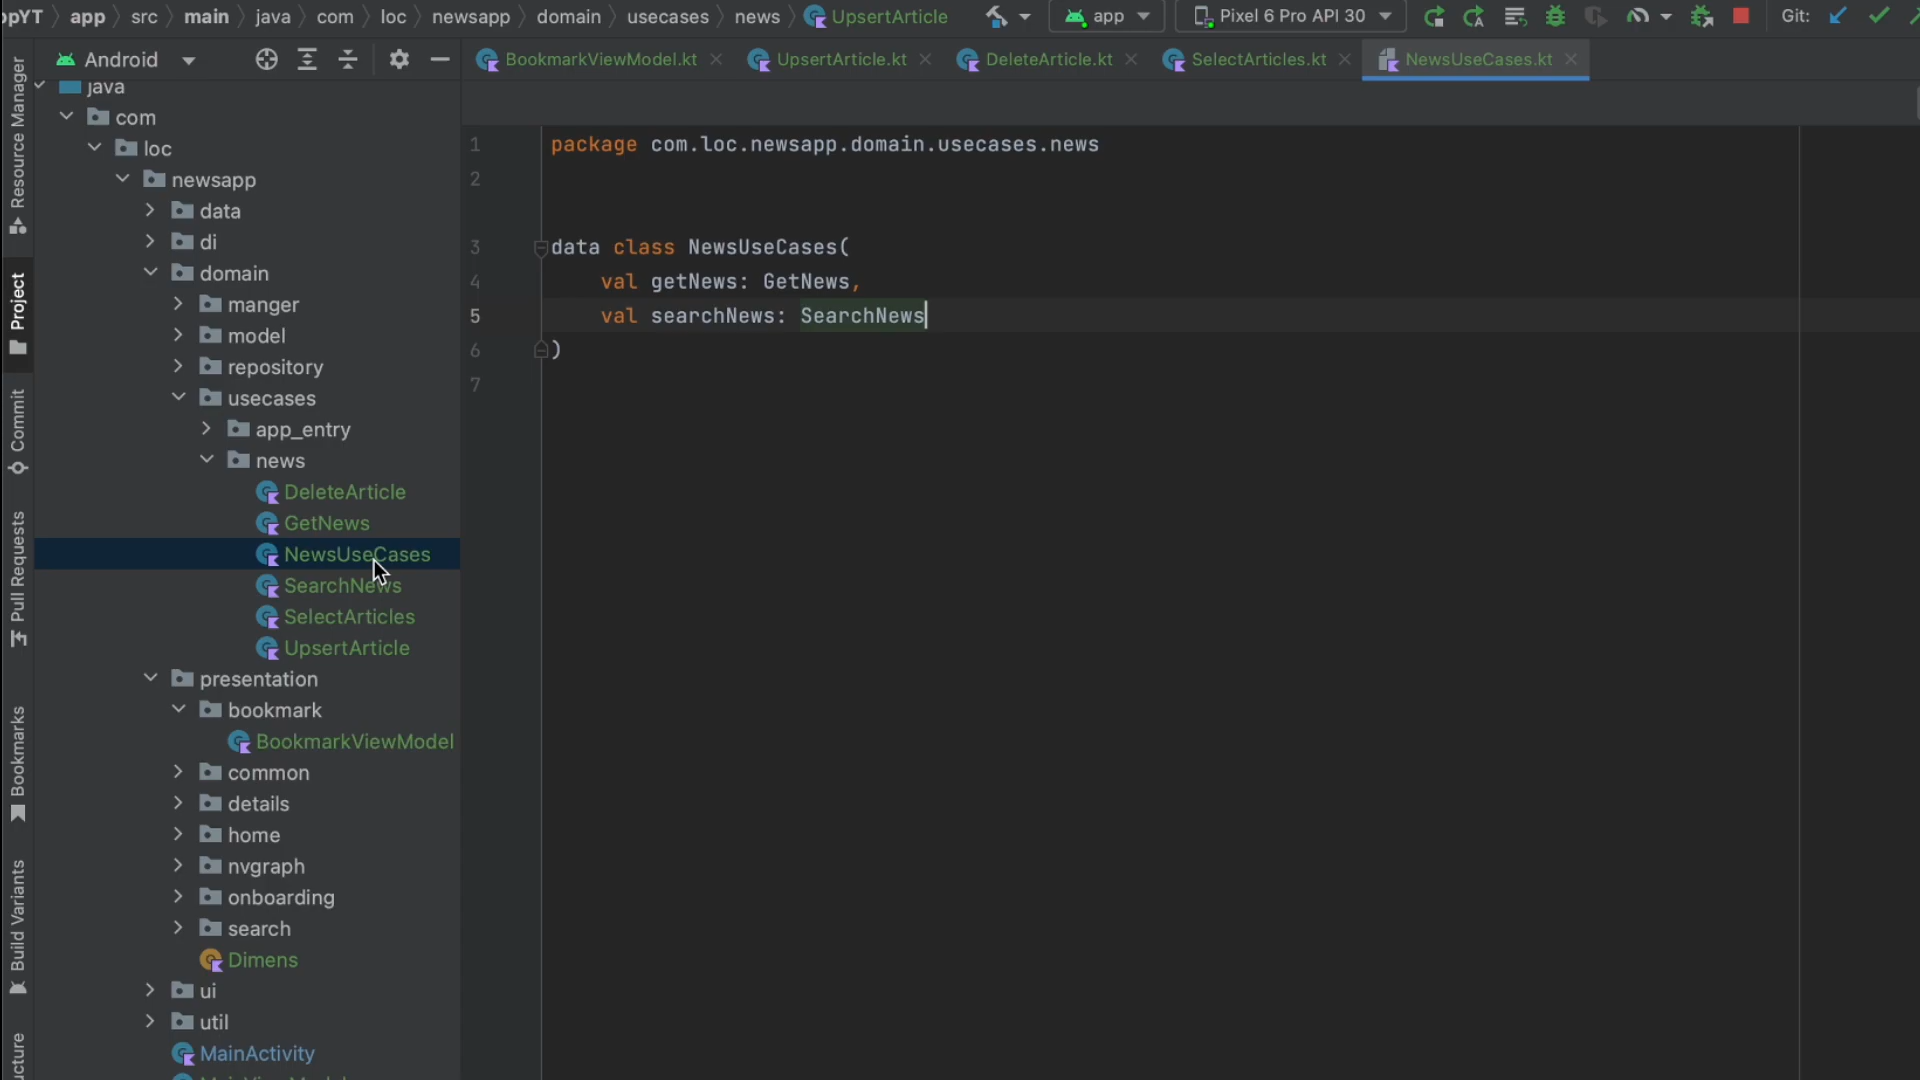 ppYT app src main java com loc newsapp domain usecases news UpsertArticle app Pixel 6 Pro API 30 Git:
Android
BookmarkViewModel.kt UpsertArticle.kt DeleteArticle.kt SelectArticles.kt NewsUseCases.kt
Resource Manager
Project
Commit
Pull Requests
Bookmarks
Build Variants
java
com
loc
newsapp
data
di
domain
manger
model
repository
usecases
app_entry
news
DeleteArticle
GetNews
NewsUseCases
SearchNews
SelectArticles
UpsertArticle
presentation
bookmark
BookmarkViewModel
common
details
home
nvgraph
onboarding
search
Dimens
ui
util
MainActivity
1 package com.loc.newsapp.domain.usecases.news
2
3 data class NewsUseCases(
4 val getNews: GetNews,
5 val searchNews: SearchNews
6 )
7